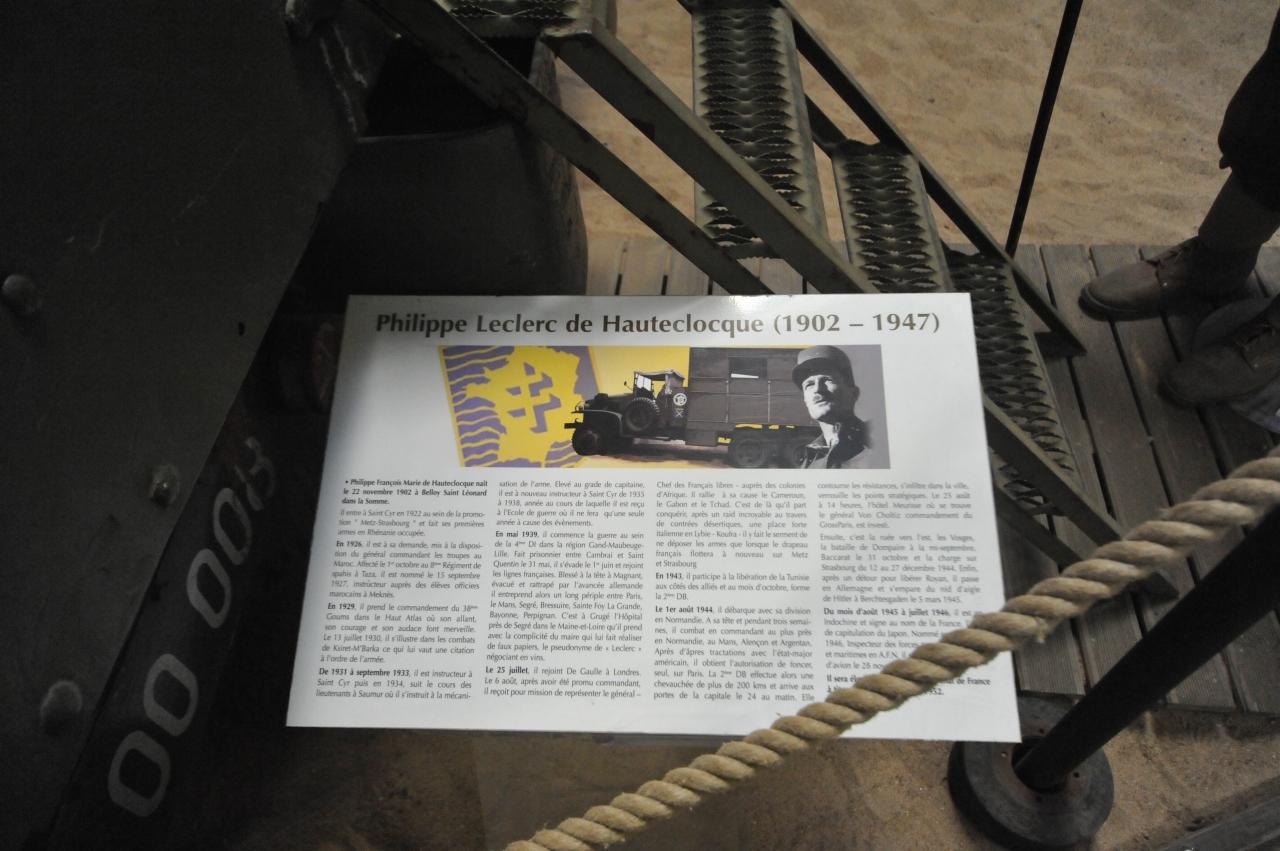 Philippe Leclerc de Hauteclocque (1902 – 1947)
• Philippe François Marie de Hauteclocque naît
le 22 novembre 1902 à Belloy Saint Léonard
dans la Somme.
Il entre à Saint Cyr en 1922 au sein de la promo-
tion " Metz-Strasbourg " et fait ses premières
armes en Rhénanie occupée.
En 1926, il est à sa demande, mis à la disposi-
tion du général commandant les troupes au
Maroc. Affecté le 1er octobre au 8ème Régiment de
spahis à Taza, il est nommé le 15 septembre
1927, instrûcteur auprès des élèves officiers
marocains à Meknès.
En 1929, il prend le commandement du 38ème
Goums dans le Haut Atlas où son allant,
son courage et son audace font merveille.
Le 13 juillet 1930, il s'illustre dans les combats
de Ksiret-M'Barka ce qui lui vaut une citation
à l'ordre de l'armée.
De 1931 à septembre 1933, il est instructeur à
Saint Cyr puis en 1934, suit le cours des
lieutenants à Saumur où il s'instruit à la mécani-
sation de l'arme. Elevé au grade de capitaine,
il est à nouveau instructeur à Saint Cyr de 1935
à 1938, année au cours de laquelle il est reçu
à l'Ecole de guerre où il ne fera qu'une seule
année à cause des évènements.
En mai 1939, il commence la guerre au sein
de la 4ème DI dans la région Gand-Maubeuge-
Lille. Fait prisonnier entre Cambrai et Saint
Quentin le 31 mai, il s'évade le 1er juin et rejoint
les lignes françaises. Blessé à la tête à Magnant,
évacué et rattrapé par l'avancée allemande
il entreprend alors un long périple entre Paris,
le Mans, Segré, Bressuire, Sainte Foy La Grande,
Bayonne, Perpignan. C'est à Grugé l'Hôpital
près de Segré dans le Maine-et-Loire qu'il prend
avec la complicité du maire qui lui fait réaliser
de faux papiers, le pseudonyme de « Leclerc »
négociant en vins.
Le 25 juillet, il rejoint De Gaulle à Londres.
Le 6 août, après avoir été promu commandant,
il reçoit pour mission de représenter le général –
Chef des Français libres - auprès des colonies
d'Afrique. Il rallie à sa cause le Cameroun,
le Gabon et le Tchad. C'est de là qu'il part
conquérir, après un raid incroyable au travers
de contrées désertiques, une place forte
italienne en Lybie - Koufra - il y fait le serment de
ne déposer les armes que lorsque le drapeau
français flottera à nouveau sur Metz
et Strasbourg
En 1943, il participe à la libération de la Tunisie
aux côtés des alliés et au mois d'octobre, forme
la 2ème DB.
Le 1er août 1944, il débarque avec sa division
en Normandie. A sa tête et pendant trois semai-
nes, il combat en commandant au plus près
en Normandie, au Mans, Alençon et Argentan.
Après d'âpres tractations avec l'état-major
américain, il obtient l'autorisation de foncer,
seul, sur Paris. La 2ème DB effectue alors une
chevauchée de plus de 200 kms et arrive aux
portes de la capitale le 24 au matin. Elle
contourne les résistances, s'infiltre dans la ville,
verrouille les points stratégiques. Le 25 août
à 14 heures, l'hôtel Meurisse où se trouve
le général Von Choltiz commandement du
GrossParis, est investi.
Ensuite, c'est la ruée vers l'est, les Vosges,
la bataille de Dompaire à la mi-septembre,
Baccarat le 31 octobre et la charge sur
Strasbourg du 12 au 27 décembre 1944. Enfin,
après un détour pour libérer Royan, il passe
en Allemagne et s'empare du nid d'aigle
de Hitler à Berchtesgaden le 5 mars 1945.
Du mois d'août 1945 à juillet 1946, il est en
Indochine et signe au nom de la France,
de capitulation du Japon. Nommé
1946, Inspecteur des forces
et maritimes en A.F.N. il
d'avion le 28 nov
Il sera él de France
à 1952.
00 0013